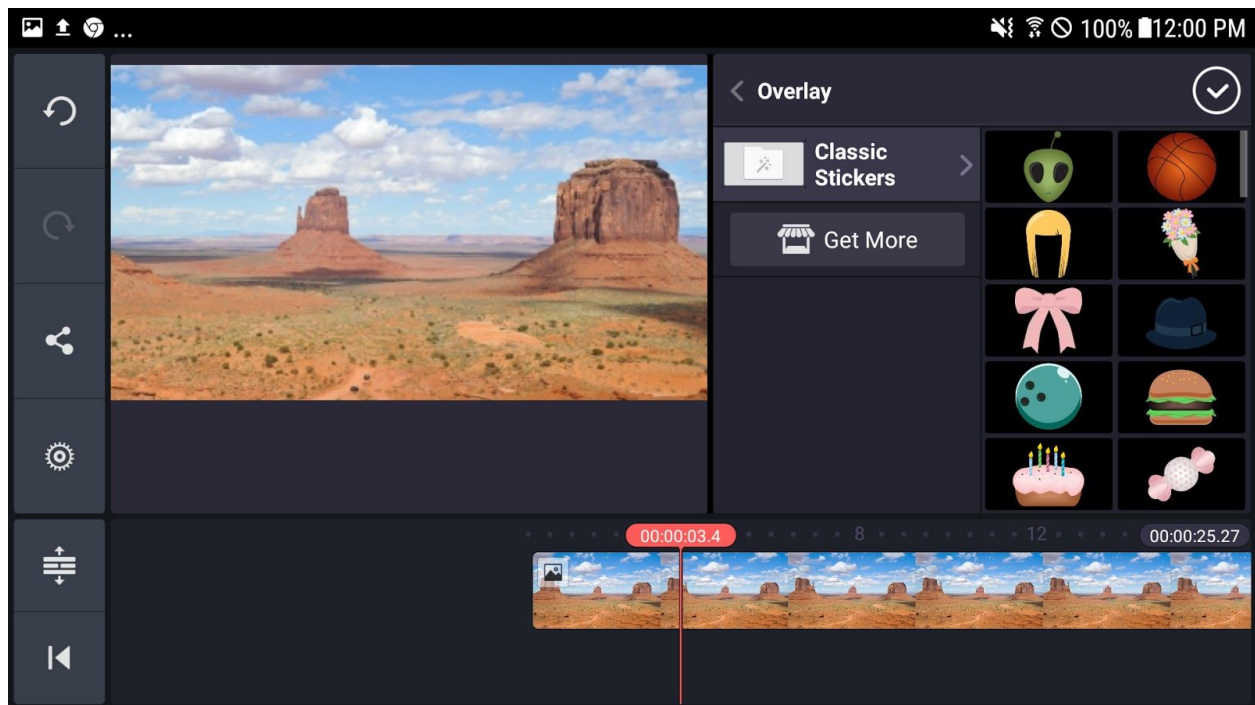 ... 100% 12:00 PM
Overlay
Classic
Stickers
Get More
00:00:03.4 8 12 00:00:25.27